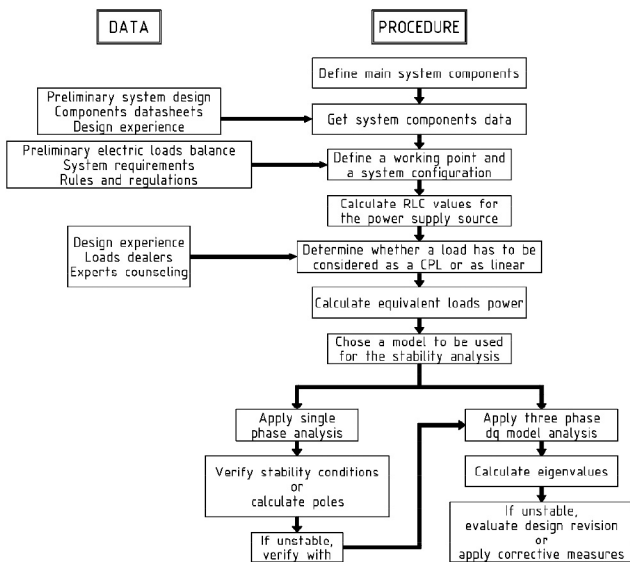 DATA
PROCEDURE
Define main system components
Preliminary system design
Components datasheets
Design experience
Get system components data
Preliminary electric loads balance
System requirements
Rules and regulations
Define a working point and
a system configuration
Calculate RLC values for
the power supply source
Design experience
Loads dealers
Experts counseling
Determine whether a load has to be
considered as a CPL or as linear
Calculate equivalent loads power
Chose a model to be used
for the stability analysis
Apply single
phase analysis
Apply three phase
dq model analysis
Verify stability conditions
or
calculate poles
Calculate eigenvalues
If unstable,
verify with
If unstable,
evaluate design revision
or
apply corrective measures